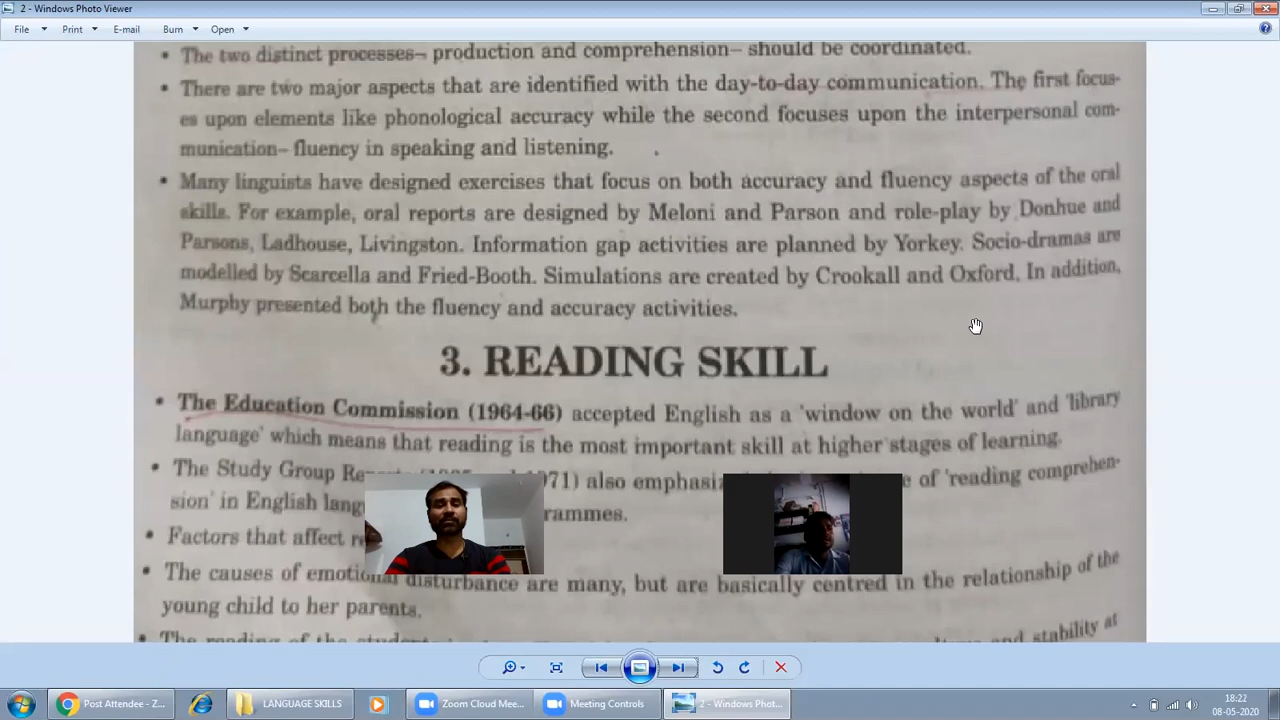 2 - Windows Photo Viewer
File Print E-mail Burn Open
• The two distinct processes– production and comprehension– should be coordinated.
• There are two major aspects that are identified with the day-to-day communication. The first focus-
es upon elements like phonological accuracy while the second focuses upon the interpersonal com-
munication– fluency in speaking and listening.
• Many linguists have designed exercises that focus on both accuracy and fluency aspects of the oral
skills. For example, oral reports are designed by Meloni and Parson and role-play by Donhue and
Parsons, Ladhouse, Livingston. Information gap activities are planned by Yorkey. Socio-dramas are
modelled by Scarcella and Fried-Booth. Simulations are created by Crookall and Oxford. In addition,
Murphy presented both the fluency and accuracy activities.
3. READING SKILL
• The Education Commission (1964-66) accepted English as a 'window on the world' and 'library
language' which means that reading is the most important skill at higher stages of learning.
• The Study Group 971) also of 'reading comprehen-
sion' in English
• Factors that affect
• The causes of emotional disturbance are many, but are basically centred in the relationship of the
young child to her parents.
• The reading of the and stability at
Post Attendee - Z... LANGUAGE SKILLS Zoom Cloud Mee... Meeting Controls 2 - Windows Phot...
18:22
08-05-2020